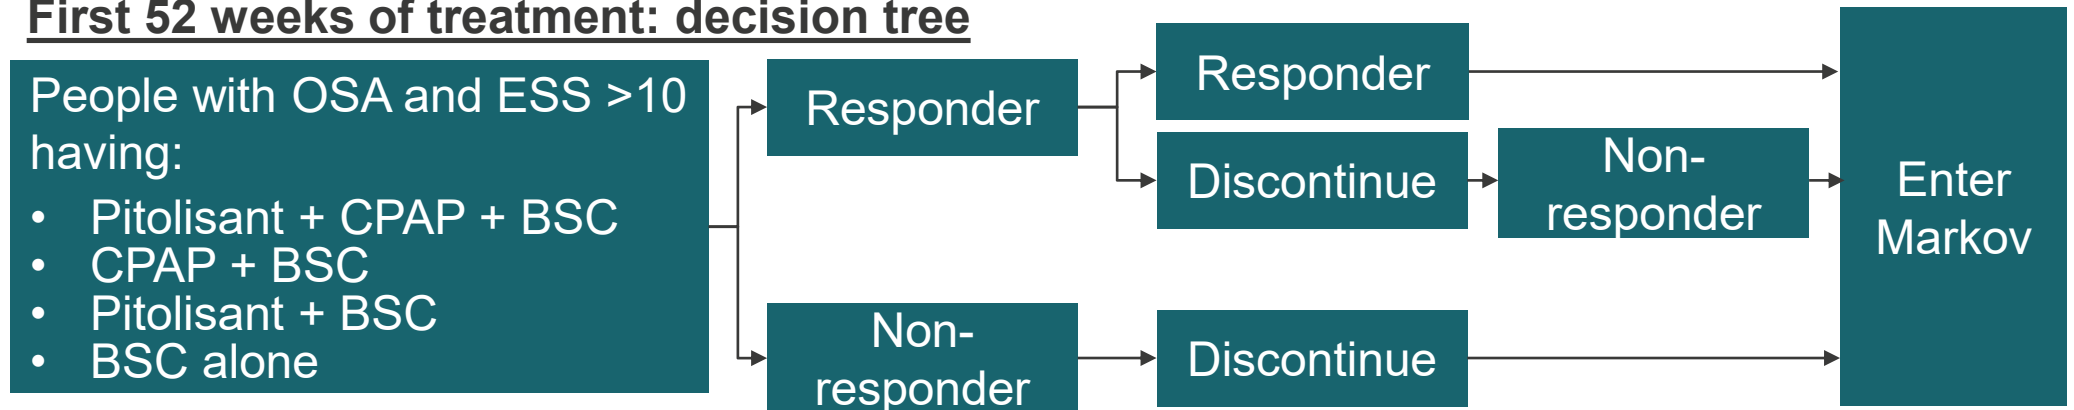 First 52 weeks of treatment: decision tree
People with OSA and ESS >10
having:
• Pitolisant + CPAP + BSC
• CPAP + BSC
• Pitolisant + BSC
• BSC alone
Responder
Non-
responder
Responder
Discontinue
Non-
responder
Discontinue
Enter
Markov